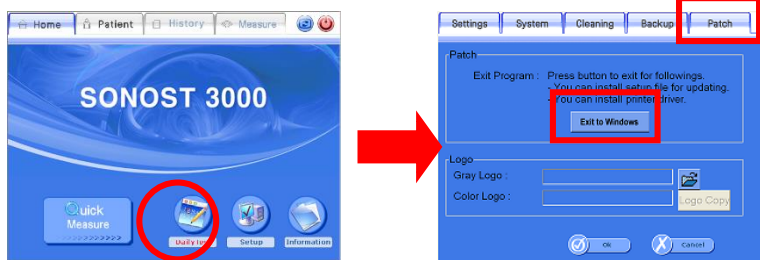 Home Patient History Measure
SONOST 3000
Quick
Measure
>>>>>>>>>>>
Daily test Setup Information
Settings System Cleaning Backup Patch
Patch
Exit Program : Press button to exit for followings.
- You can install setup file for updating.
- You can install printer driver.
Exit to Windows
Logo
Gray Logo :
Color Logo :
Logo Copy
Ok Cancel